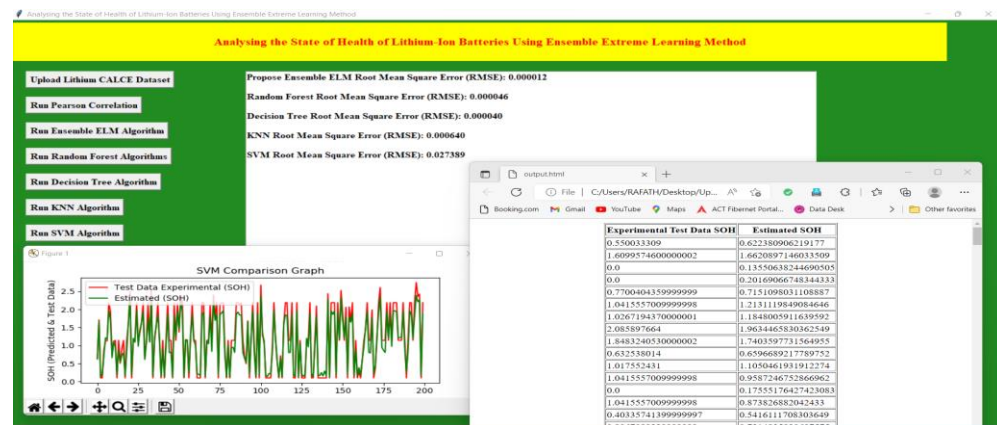 Analysing the State of Health of Lithium-Ion Batteries Using Ensemble Extreme Learning Method
Analysing the State of Health of Lithium-Ion Batteries Using Ensemble Extreme Learning Method
Upload Lithium CALCE Dataset
Run Pearson Correlation
Run Ensemble ELM Algorithm
Run Random Forest Algorithms
Run Decision Tree Algorithm
Run KNN Algorithm
Run SVM Algorithm
Propose Ensemble ELM Root Mean Square Error (RMSE): 0.000012
Random Forest Root Mean Square Error (RMSE): 0.000046
Decision Tree Root Mean Square Error (RMSE): 0.000040
KNN Root Mean Square Error (RMSE): 0.000640
SVM Root Mean Square Error (RMSE): 0.027389
Figure 1
SVM Comparison Graph
Test Data Experimental (SOH)
Estimated (SOH)
SOH (Predicted & Test Data)
2.5
2.0
1.5
1.0
0.5
0.0
0 25 50 75 100 125 150 175 200
output.html
File | C:/Users/RAFATH/Desktop/Up...
Booking.com Gmail YouTube Maps ACT Fibernet Portal... Data Desk Other favorites
Experimental Test Data SOH Estimated SOH
0.550033309 0.622380906219177
1.6099574600000002 1.6620897146033509
0.0 0.13550638244690505
0.0 0.20169066748344333
0.7700404359999999 0.7151098031108887
1.0415557009999998 1.2131119849084646
1.0267194370000001 1.1848005911639592
2.085897664 1.9634465830362549
1.8483240530000002 1.7403597731564955
0.632538014 0.6596689217789752
1.017552431 1.1050461931912274
1.0415557009999998 0.9587246752866962
0.0 0.17555176427423083
1.0415557009999998 0.873826882042433
0.40335741399999997 0.5416111708303649